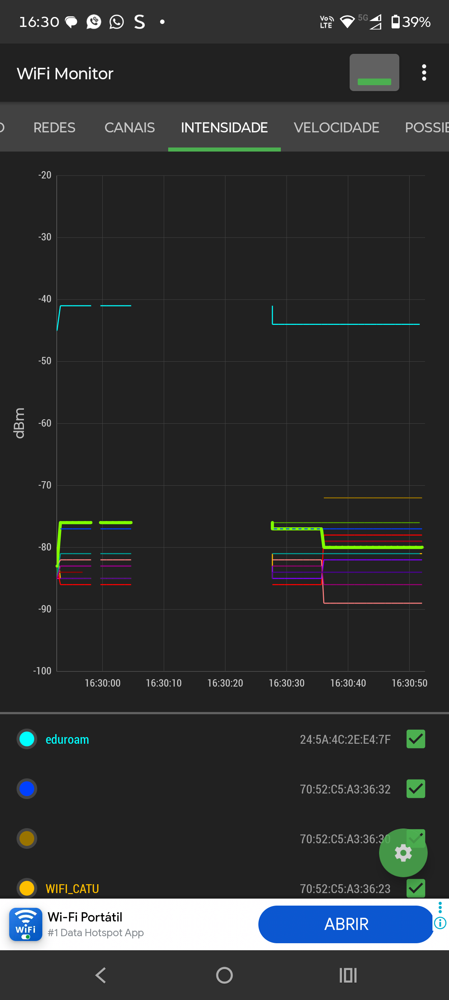 16:30
GB
S
Vo LTE
5G
39%
WiFi Monitor
REDES CANAIS INTENSIDADE VELOCIDADE POSSIE
-20
-30
-40
-50
-60
-70
-80
-90
-100
dBm
16:30:00 16:30:10 16:30:20 16:30:30 16:30:40 16:30:50
eduroam 24:5A:4C:2E:E4:7F
70:52:C5:A3:36:32
70:52:C5:A3:36:30
WIFI_CATU 70:52:C5:A3:36:23
WiFi
Wi-Fi Portátil
#1 Data Hotspot App
ABRIR